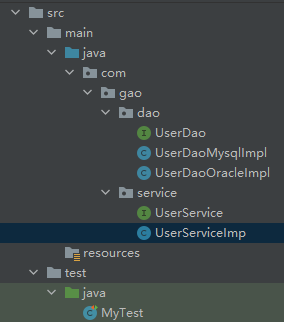 src
main
java
com
gao
dao
UserDao
UserDaoMysqlImpl
UserDaoOracleImpl
service
UserService
UserServiceImp
resources
test
java
MyTest